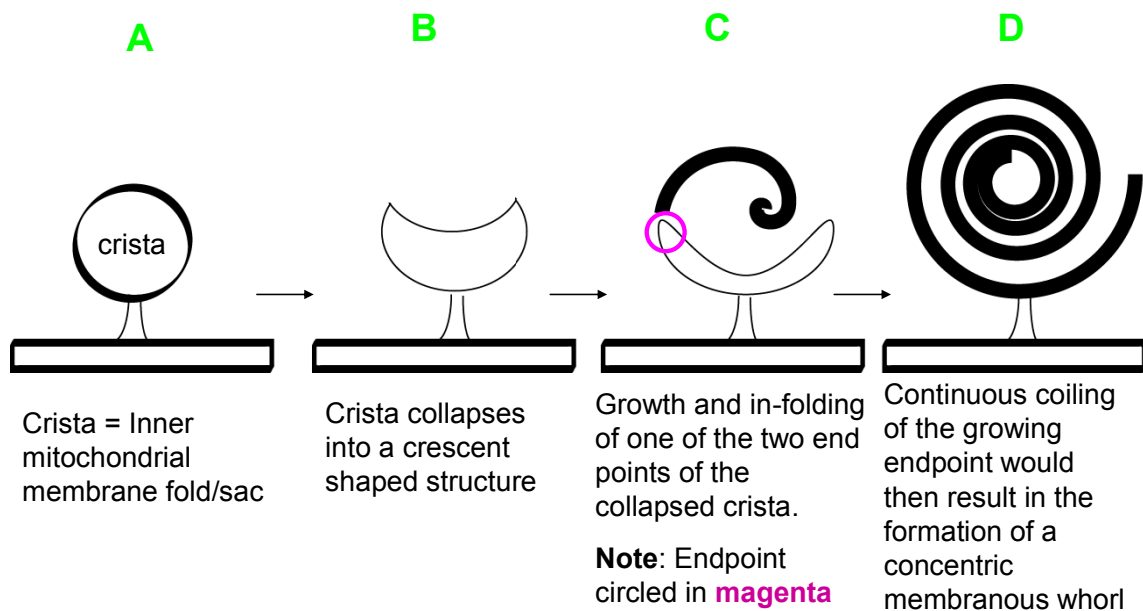 A
B
C
D
crista
Crista = Inner
mitochondrial
membrane fold/sac
Crista collapses
into a crescent
shaped structure
Growth and in-folding
of one of the two end
points of the
collapsed crista.
Note: Endpoint
circled in magenta
Continuous coiling
of the growing
endpoint would
then result in the
formation of a
concentric
membranous whorl